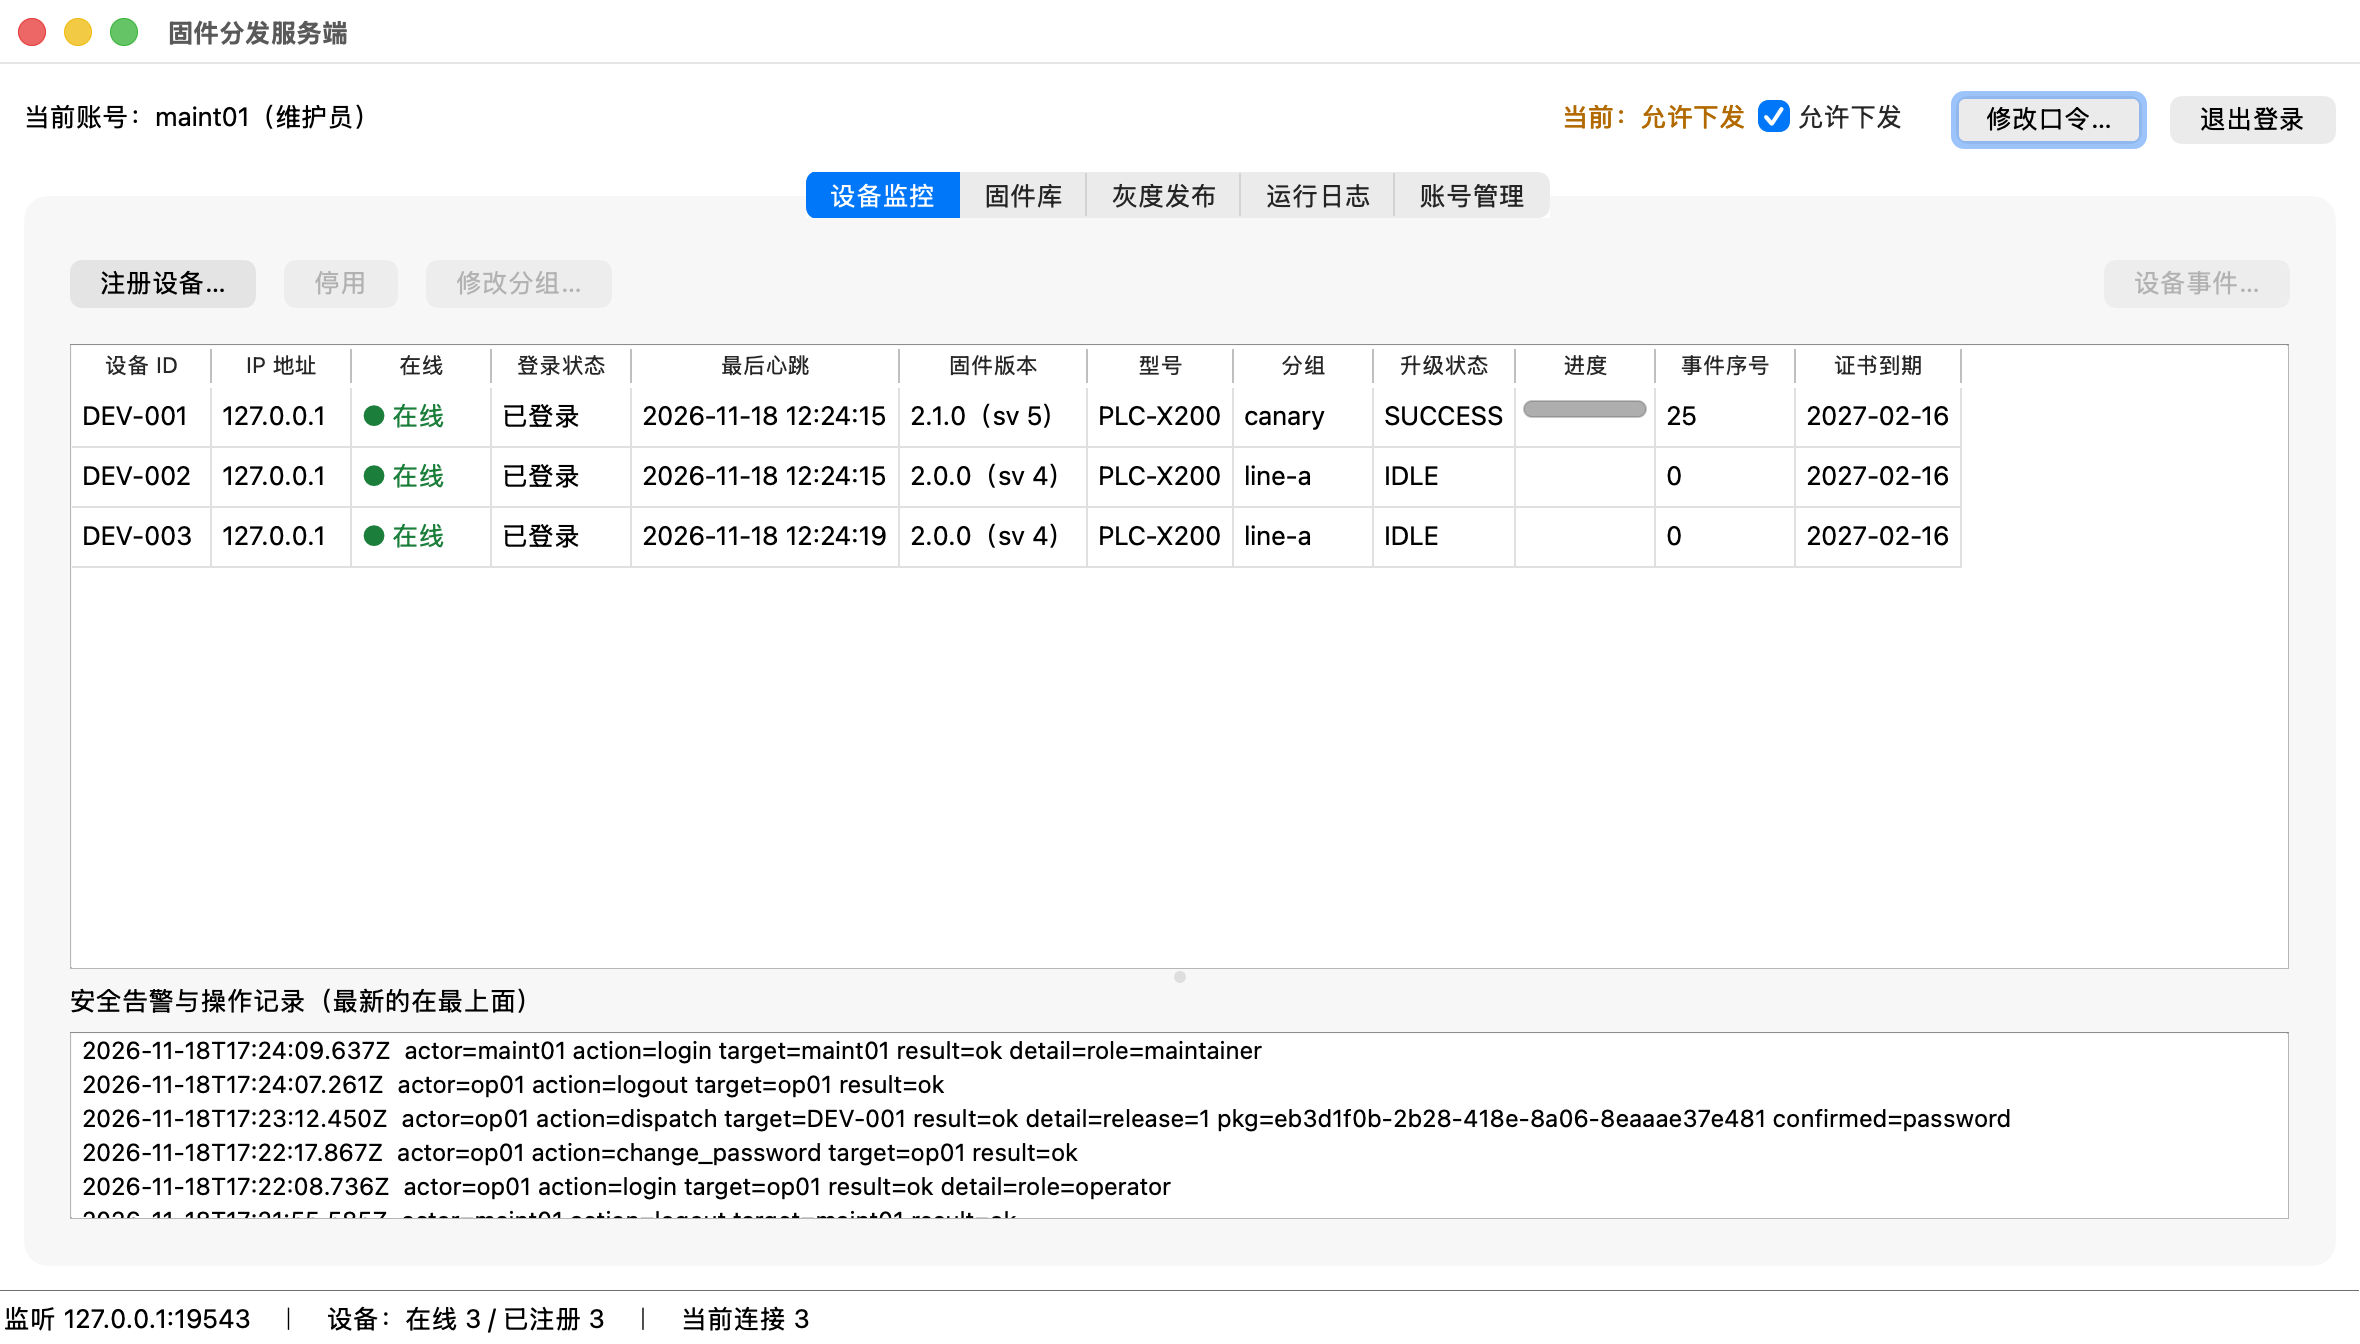 固件分发服务端
当前账号：maint01（维护员）
当前：允许下发 允许下发 修改口令... 退出登录
设备监控 固件库 灰度发布 运行日志 账号管理
注册设备... 停用 修改分组... 设备事件...
设备 ID IP 地址 在线 登录状态 最后心跳 固件版本 型号 分组 升级状态 进度 事件序号 证书到期
DEV-001 127.0.0.1 在线 已登录 2026-11-18 12:24:15 2.1.0（sv 5） PLC-X200 canary SUCCESS 25 2027-02-16
DEV-002 127.0.0.1 在线 已登录 2026-11-18 12:24:15 2.0.0（sv 4） PLC-X200 line-a IDLE 0 2027-02-16
DEV-003 127.0.0.1 在线 已登录 2026-11-18 12:24:19 2.0.0（sv 4） PLC-X200 line-a IDLE 0 2027-02-16
安全告警与操作记录（最新的在最上面）
2026-11-18T17:24:09.637Z actor=maint01 action=login target=maint01 result=ok detail=role=maintainer
2026-11-18T17:24:07.261Z actor=op01 action=logout target=op01 result=ok
2026-11-18T17:23:12.450Z actor=op01 action=dispatch target=DEV-001 result=ok detail=release=1 pkg=eb3d1f0b-2b28-418e-8a06-8eaaae37e481 confirmed=password
2026-11-18T17:22:17.867Z actor=op01 action=change_password target=op01 result=ok
2026-11-18T17:22:08.736Z actor=op01 action=login target=op01 result=ok detail=role=operator
2026-11-18T17:21:55.585Z actor=maint01 action=logout target=maint01 result=ok
监听 127.0.0.1:19543 | 设备：在线 3 / 已注册 3 | 当前连接 3